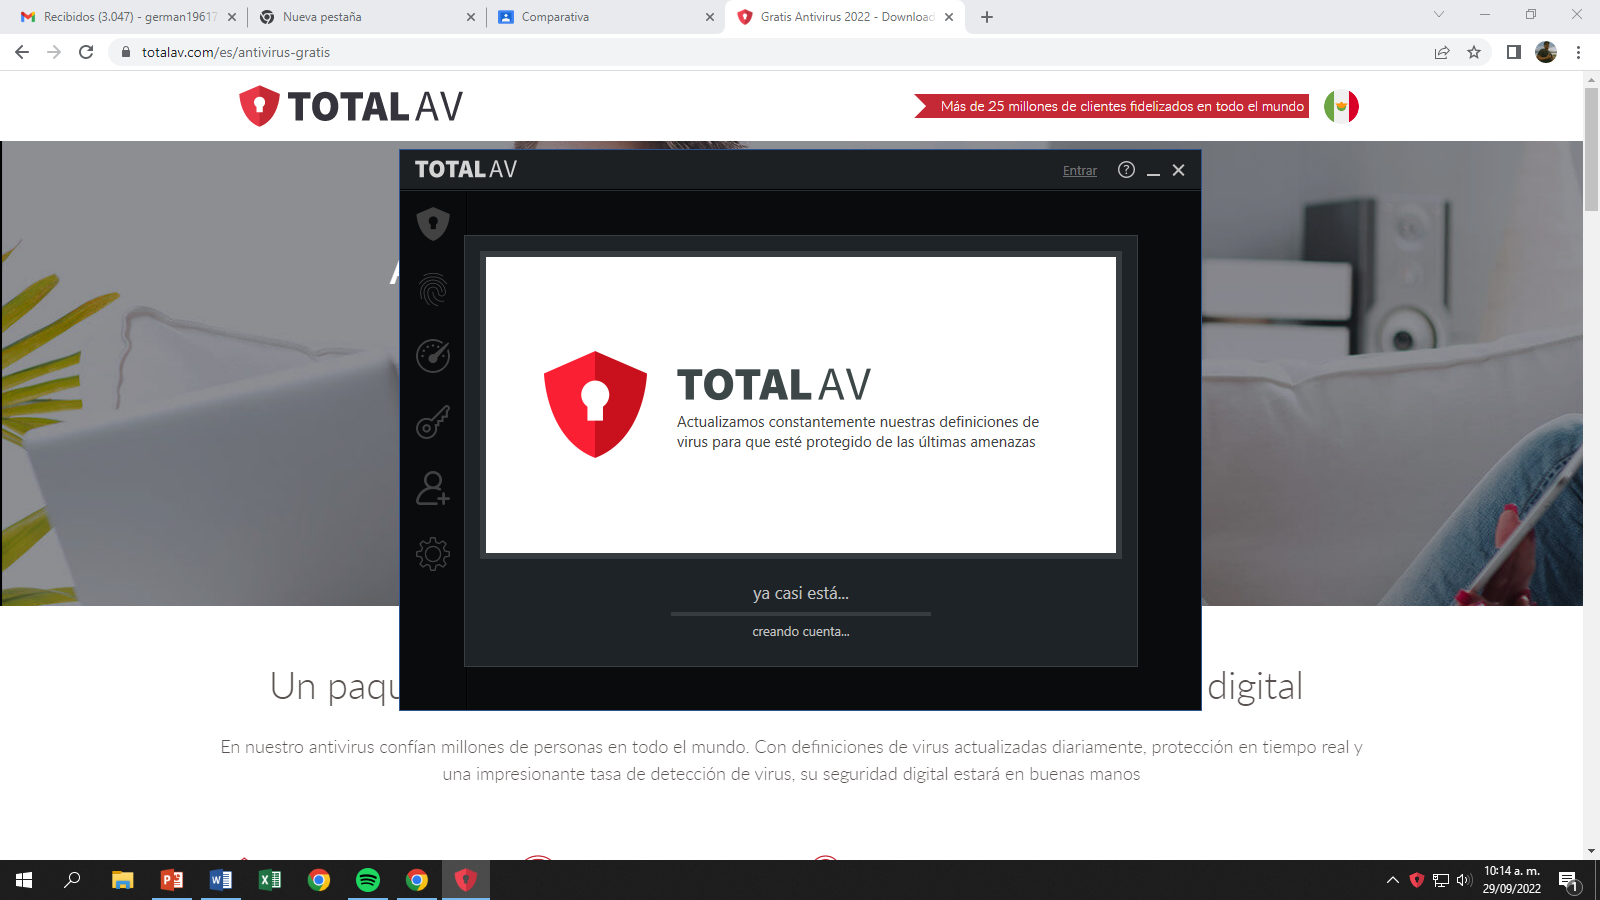 Recibidos (3.047) - german19617
Nueva pestaña
Comparativa
Gratis Antivirus 2022 - Download
totalav.com/es/antivirus-gratis
TOTAL AV
Más de 25 millones de clientes fidelizados en todo el mundo
TOTAL AV
Entrar
TOTAL AV
Actualizamos constantemente nuestras definiciones de
virus para que esté protegido de las últimas amenazas
ya casi está...
creando cuenta...
Un paqu digital
En nuestro antivirus confían millones de personas en todo el mundo. Con definiciones de virus actualizadas diariamente, protección en tiempo real y
una impresionante tasa de detección de virus, su seguridad digital estará en buenas manos
10:14 a. m.
29/09/2022
1